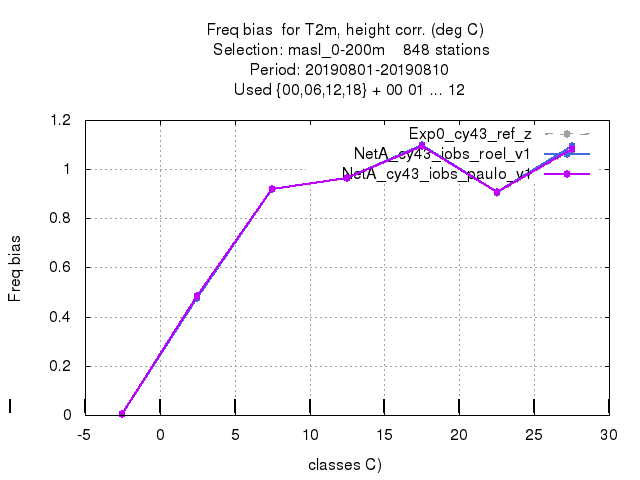 Freq bias for T2m, height corr. (deg C)
Selection: masl_0-200m 848 stations
Period: 20190801-20190810
Used {00,06,12,18} + 00 01 ... 12
Exp0_cy43_ref_z
NetA_cy43_iobs_roel_v1
NetA_cy43_iobs_paulo_v1
1.2
1
0.8
0.6
0.4
0.2
0
Freq bias
-5 0 5 10 15 20 25 30
classes C)